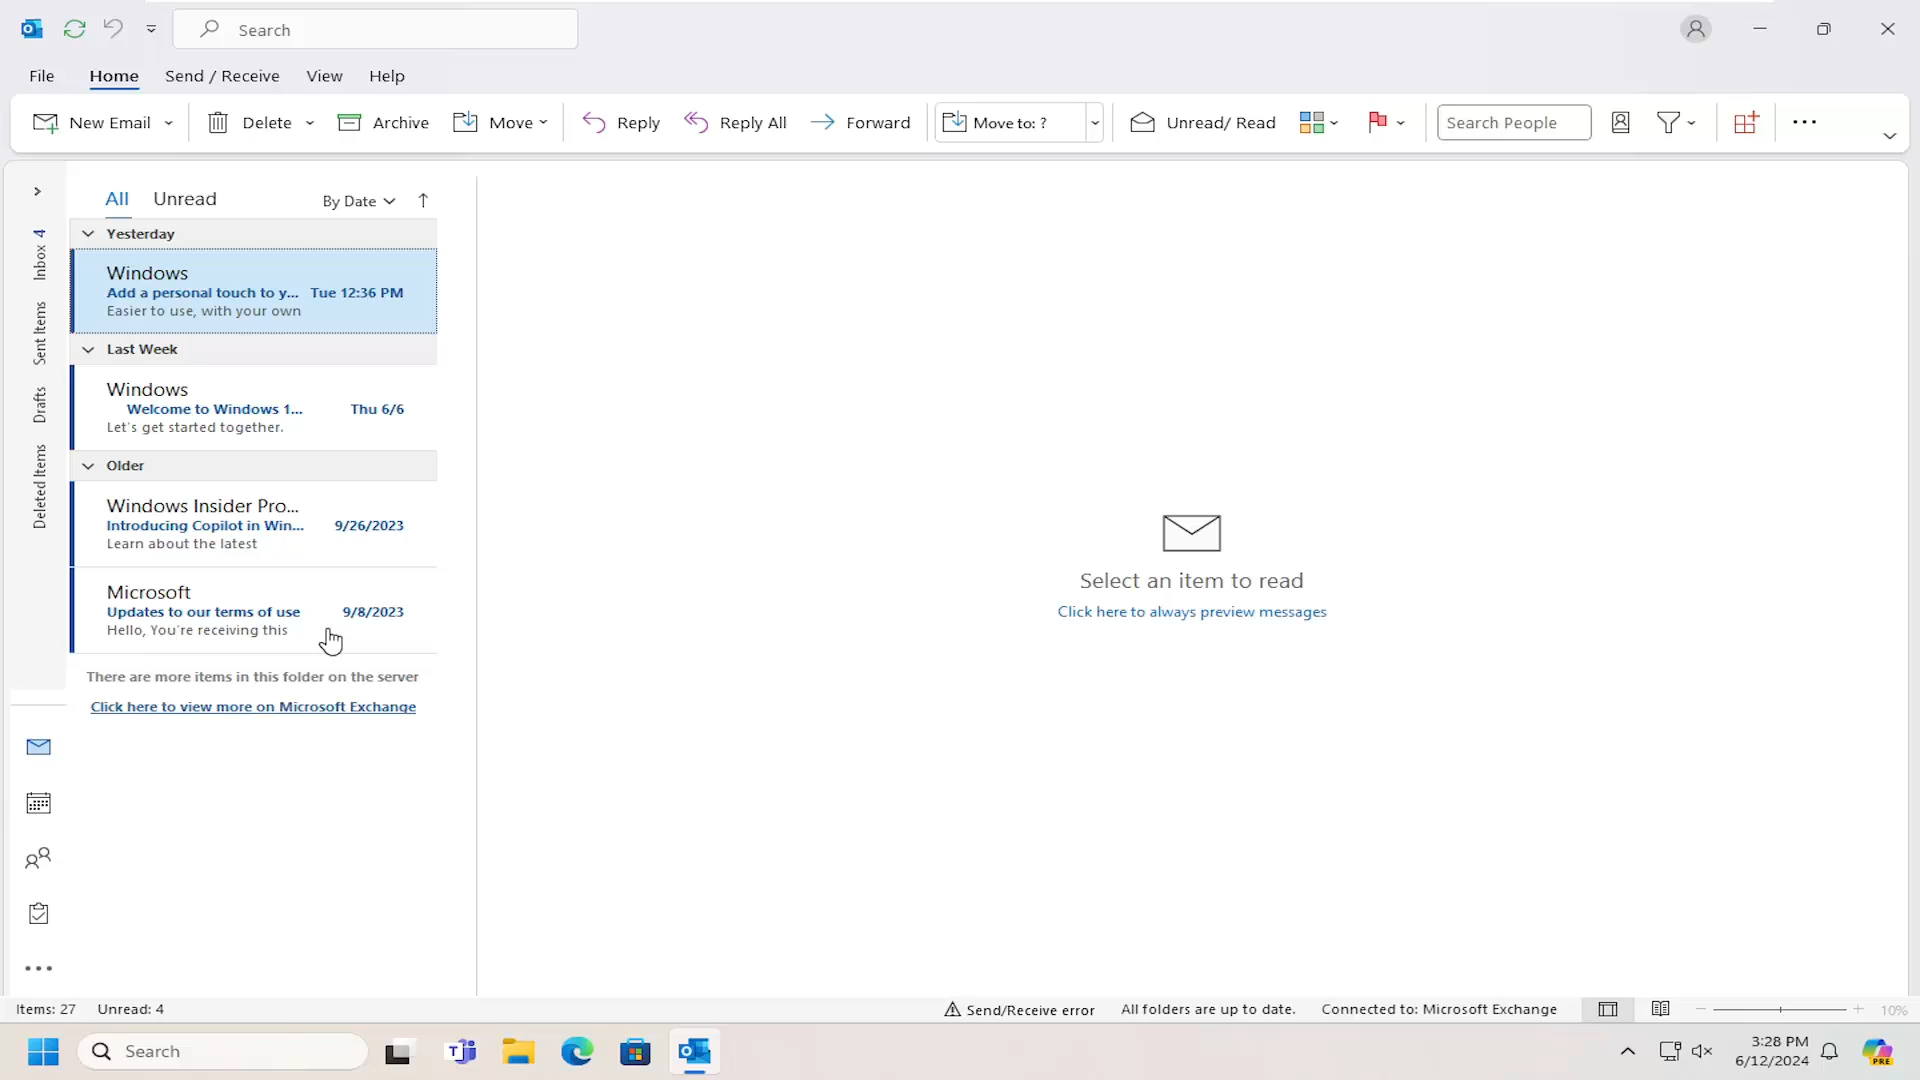 Search
File Home Send / Receive View Help
New Email Delete Archive Move Reply Reply All Forward Move to: ? Unread/ Read Search People
All Unread By Date
Inbox 4
Sent Items
Drafts
Deleted Items
Yesterday
Windows
Add a personal touch to y... Tue 12:36 PM
Easier to use, with your own
Last Week
Windows
Welcome to Windows 1... Thu 6/6
Let's get started together.
Older
Windows Insider Pro...
Introducing Copilot in Win... 9/26/2023
Learn about the latest
Microsoft
Updates to our terms of use 9/8/2023
Hello, You're receiving this
There are more items in this folder on the server
Click here to view more on Microsoft Exchange
Select an item to read
Click here to always preview messages
Items: 27 Unread: 4 Send/Receive error All folders are up to date. Connected to: Microsoft Exchange 10%
Search 3:28 PM
6/12/2024
PRE